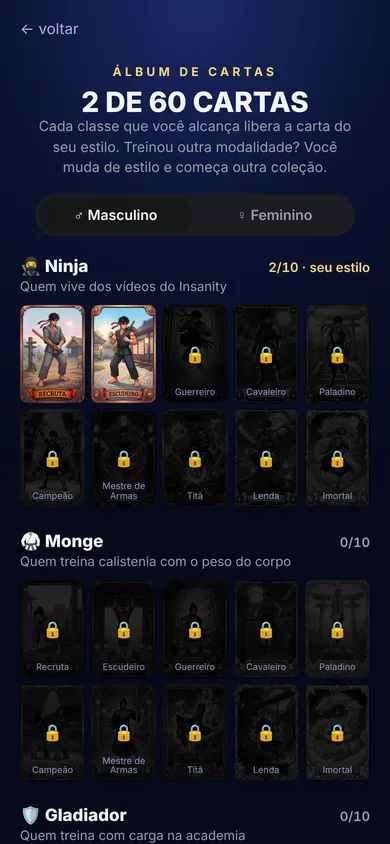 ← voltar
ÁLBUM DE CARTAS
2 DE 60 CARTAS
Cada classe que você alcança libera a carta do
seu estilo. Treinou outra modalidade? Você
muda de estilo e começa outra coleção.
♂ Masculino
♀ Feminino
Ninja
2/10 · seu estilo
Quem vive dos vídeos do Insanity
RECRUTA
ESCUDEIRO
Guerreiro
Cavaleiro
Paladino
Campeão
Mestre de
Armas
Titã
Lenda
Imortal
Monge
0/10
Quem treina calistenia com o peso do corpo
Recruta
Escudeiro
Guerreiro
Cavaleiro
Paladino
Campeão
Mestre de
Armas
Titã
Lenda
Imortal
Gladiador
0/10
Quem treina com carga na academia